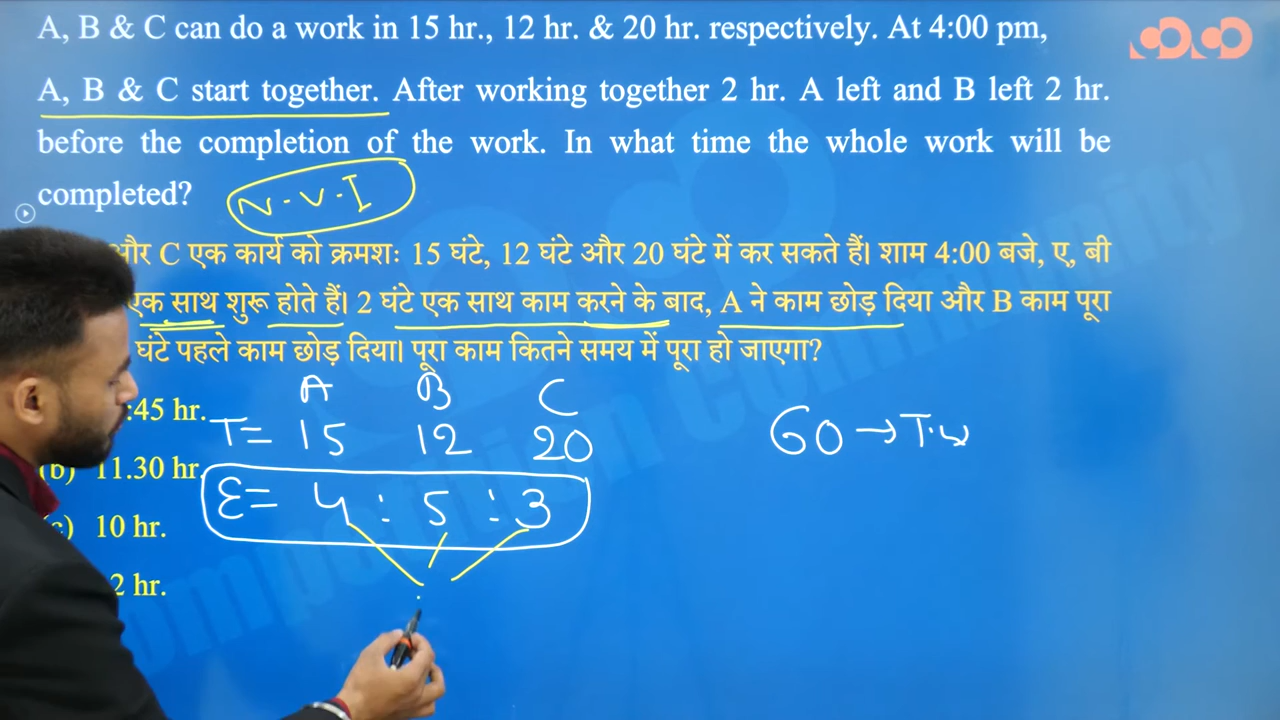 A, B & C can do a work in 15 hr., 12 hr. & 20 hr. respectively. At 4:00 pm,
A, B & C start together. After working together 2 hr. A left and B left 2 hr.
before the completion of the work. In what time the whole work will be
completed?
N.V.I
और C एक कार्य को क्रमशः 15 घंटे, 12 घंटे और 20 घंटे में कर सकते हैं। शाम 4:00 बजे, ए, बी
एक साथ शुरू होते हैं। 2 घंटे एक साथ काम करने के बाद, A ने काम छोड़ दिया और B काम पूरा
घंटे पहले काम छोड़ दिया। पूरा काम कितने समय में पूरा हो जाएगा?
A B C
:45 hr.
T= 15 12 20
60 → T.W
(b) 11.30 hr.
E= 4 : 5 : 3
(c) 10 hr.
2 hr.
Competition Community